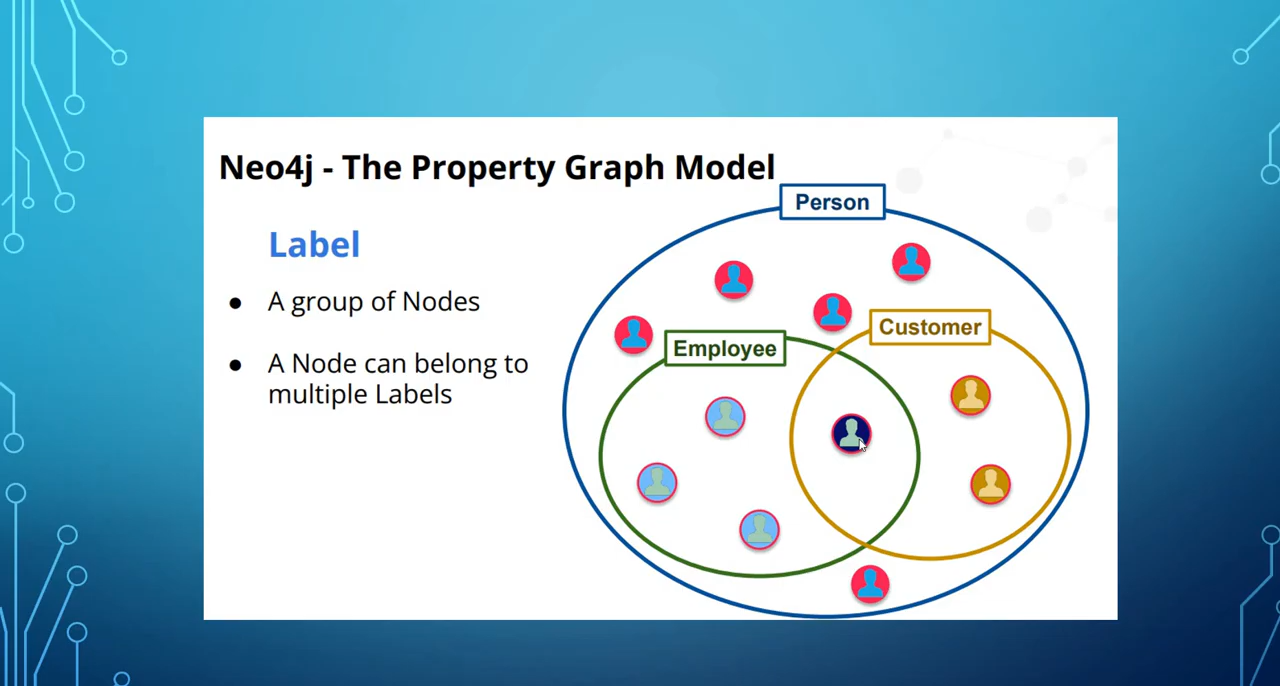 Neo4j - The Property Graph Model
Label
● A group of Nodes
● A Node can belong to
multiple Labels
Person
Customer
Employee